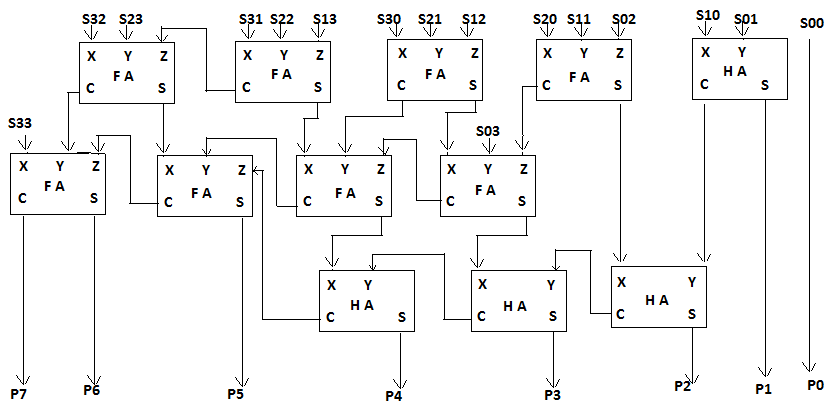 S32 S23 S31 S22 S13 S30 S21 S12 S20 S11 S02 S10 S01 S00
X Y Z X Y Z X Y Z X Y Z X Y
F A F A F A F A H A
C S C S C S C S C S
S33 S03
X Y Z X Y Z X Y Z X Y Z
F A F A F A F A
C S C S C S C S
X Y X Y X Y
H A H A H A
C S C S C S
P7 P6 P5 P4 P3 P2 P1 P0